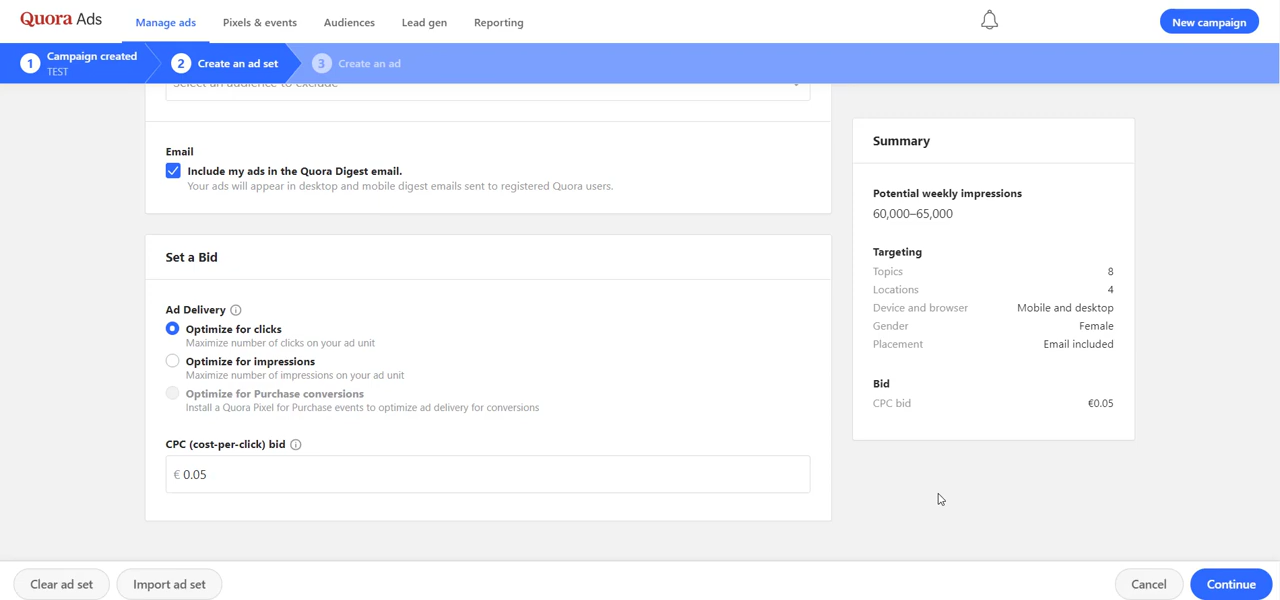 Quora Ads
Manage ads
Pixels & events
Audiences
Lead gen
Reporting
New campaign
1 Campaign created
TEST
2 Create an ad set
3 Create an ad
Select an audience to exclude
Email
Include my ads in the Quora Digest email.
Your ads will appear in desktop and mobile digest emails sent to registered Quora users.
Set a Bid
Ad Delivery
Optimize for clicks
Maximize number of clicks on your ad unit
Optimize for impressions
Maximize number of impressions on your ad unit
Optimize for Purchase conversions
Install a Quora Pixel for Purchase events to optimize ad delivery for conversions
CPC (cost-per-click) bid
€ 0.05
Summary
Potential weekly impressions
60,000–65,000
Targeting
Topics 8
Locations 4
Device and browser Mobile and desktop
Gender Female
Placement Email included
Bid
CPC bid €0.05
Clear ad set
Import ad set
Cancel
Continue